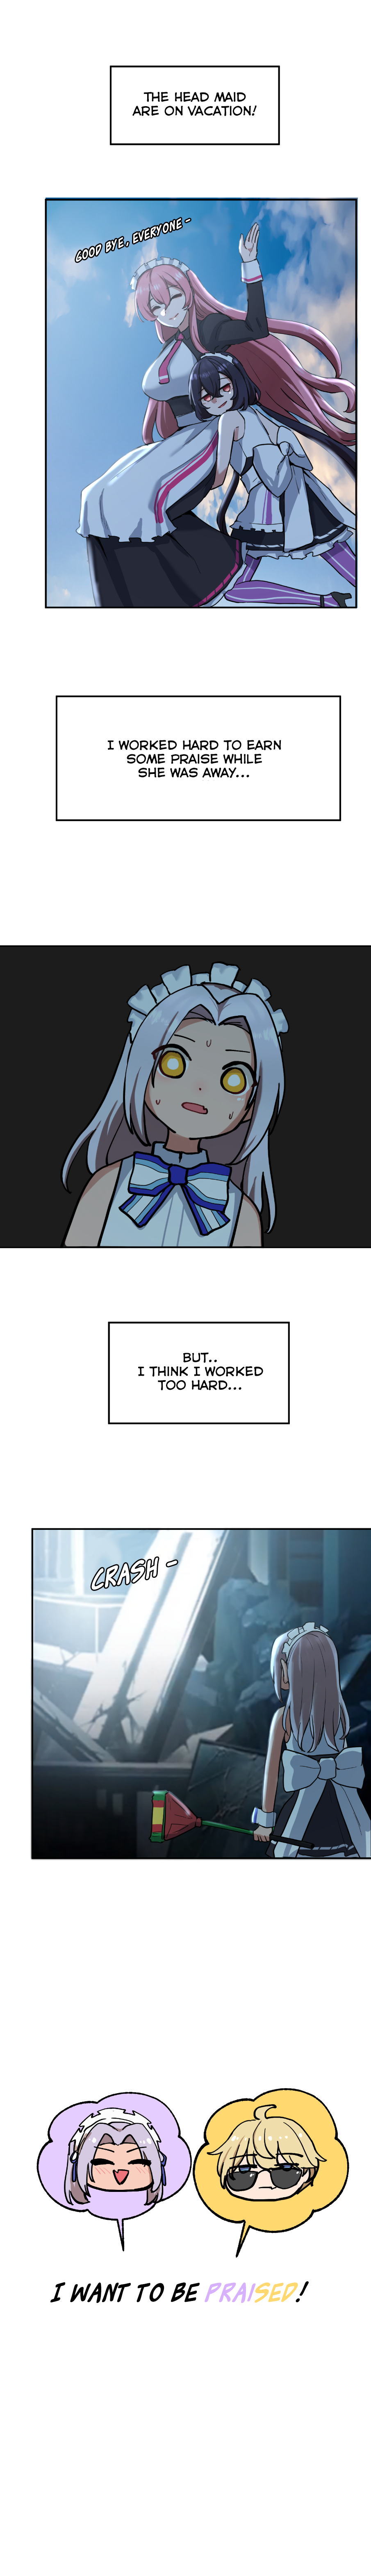 THE HEAD MAID
ARE ON VACATION!
GOOD BYE, EVERYONE -
I WORKED HARD TO EARN
SOME PRAISE WHILE
SHE WAS AWAY...
BUT..
I THINK I WORKED
TOO HARD...
CRASH -
I WANT TO BE PRAISED!